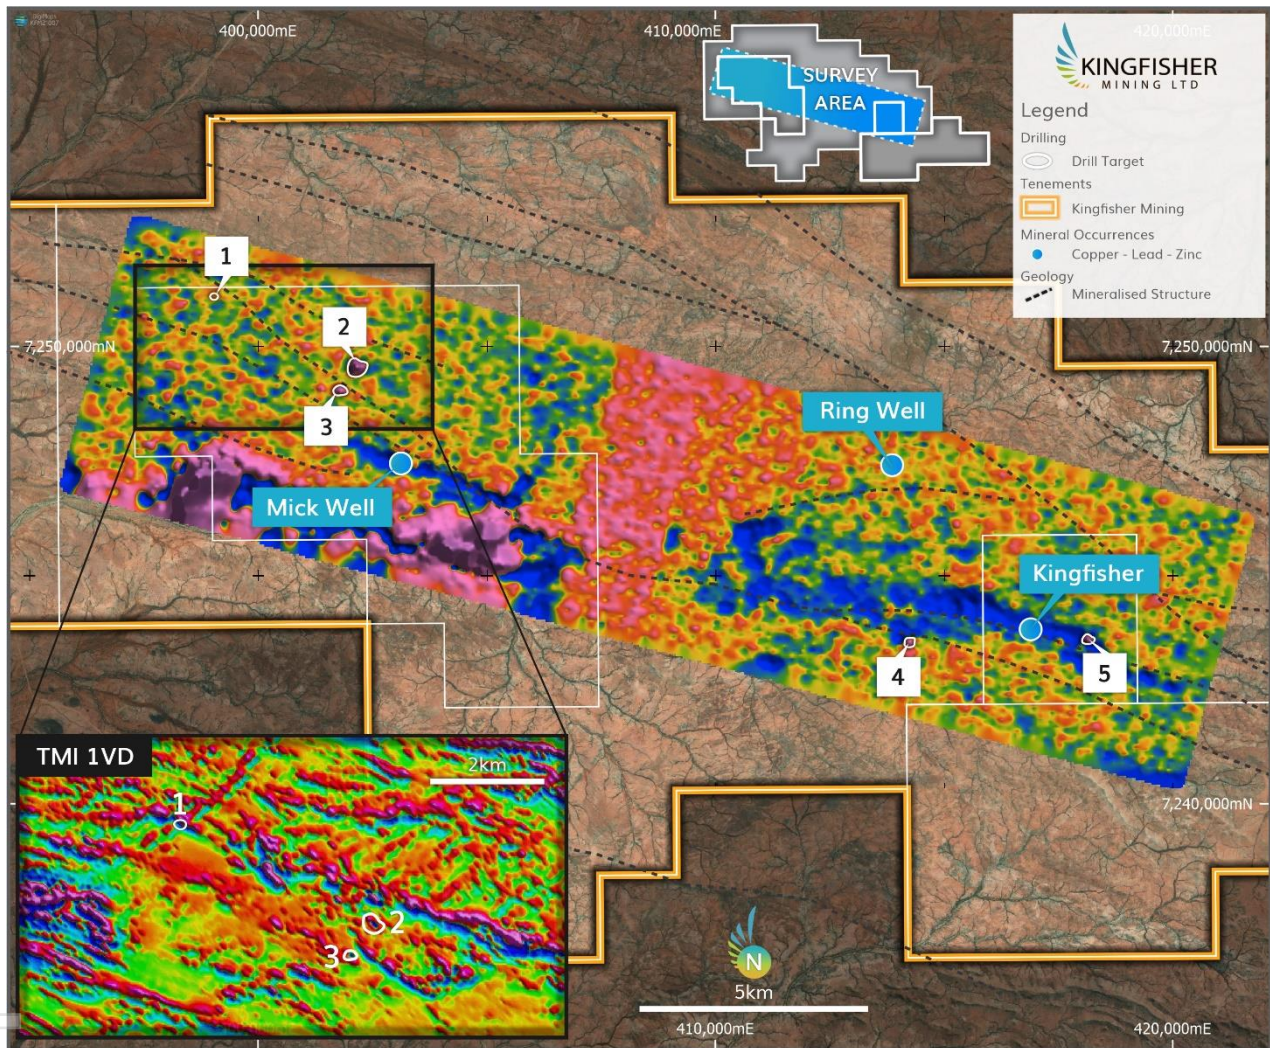 400,000mE
410,000mE
420,000mE
SURVEY
AREA
KINGFISHER
MINING LTD
Legend
Drilling
Drill Target
Tenements
Kingfisher Mining
Mineral Occurrences
Copper - Lead - Zinc
Geology
Mineralised Structure
1
2
3
7,250,000mN
7,250,000mN
Ring Well
Mick Well
Kingfisher
4
5
TMI 1VD
2km
1
2
3
7,240,000mN
N
5km
410,000mE
420,000mE